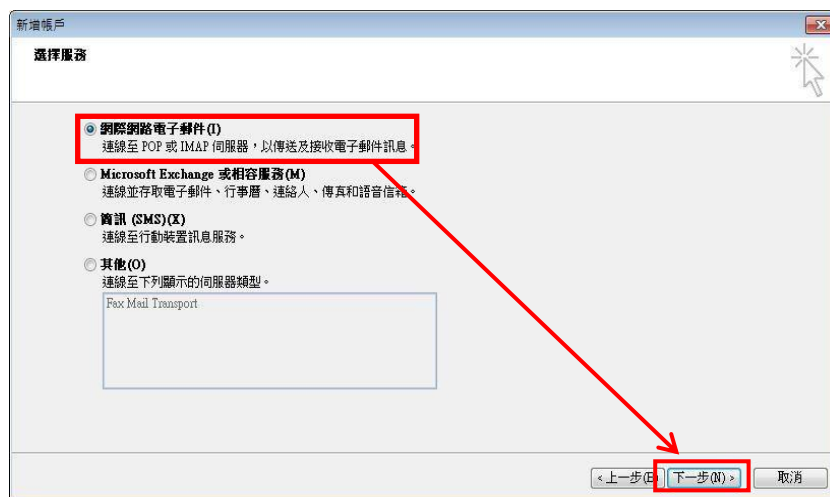 新增帳戶
選擇服務
網際網路電子郵件(I)
連線至 POP 或 IMAP 伺服器，以傳送及接收電子郵件訊息。
Microsoft Exchange 或相容服務(M)
連線並存取電子郵件、行事曆、連絡人、傳真和語音信箱。
簡訊 (SMS)(X)
連線至行動裝置訊息服務。
其他(O)
連線至下列顯示的伺服器類型。
Fax Mail Transport
<上一步(B) 下一步(N)> 取消